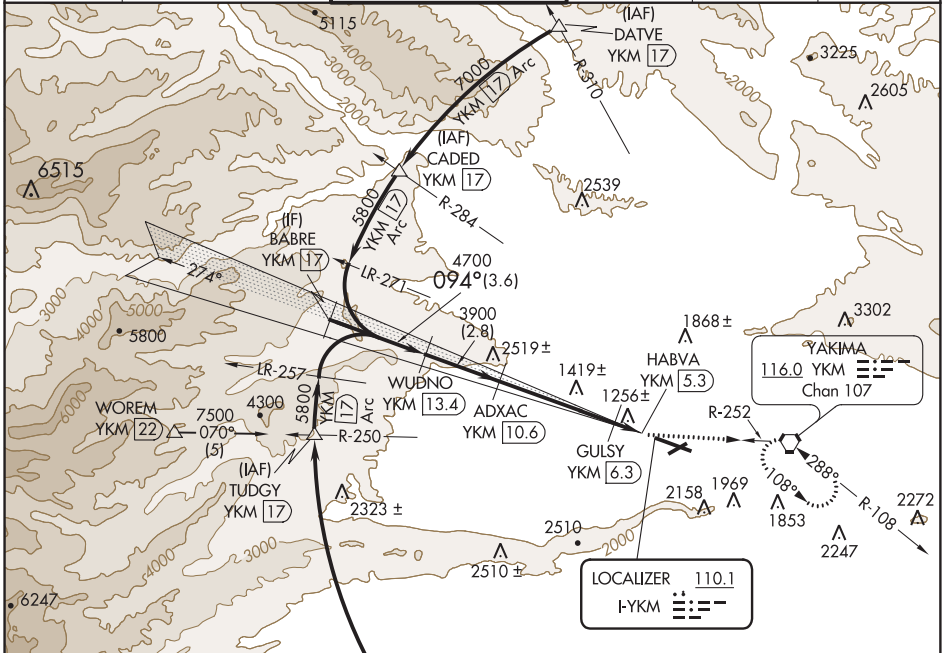 5115
(IAF)
DATVE
YKM 17
R-310
3225
2605
7000
YKM 17 Arc
3000
2000
4000
3000
2000
(IAF)
CADED
YKM 17
R-284
6515
2539
5800
YKM 17
Arc
(IF)
BABRE
YKM 17
LR-271
4700
094° (3.6)
274°
3900
(2.8)
2519 ±
1868 ±
3302
5000
4000
3000
5800
LR-257
WUDNO
YKM 13.4
ADXAC
YKM 10.6
1419 ±
1256 ±
HABVA
YKM 5.3
YAKIMA
116.0 YKM
Chan 107
WOREM
YKM 22
7500
070°
(5)
4300
5800
YKM 17
Arc
R-250
(IAF)
TUDGY
YKM 17
GULSY
YKM 6.3
R-252
108°
288°
R-108
2323 ±
2158
1969
1853
2247
2272
2510
2000
2510 ±
3000
4000
6247
LOCALIZER 110.1
I-YKM